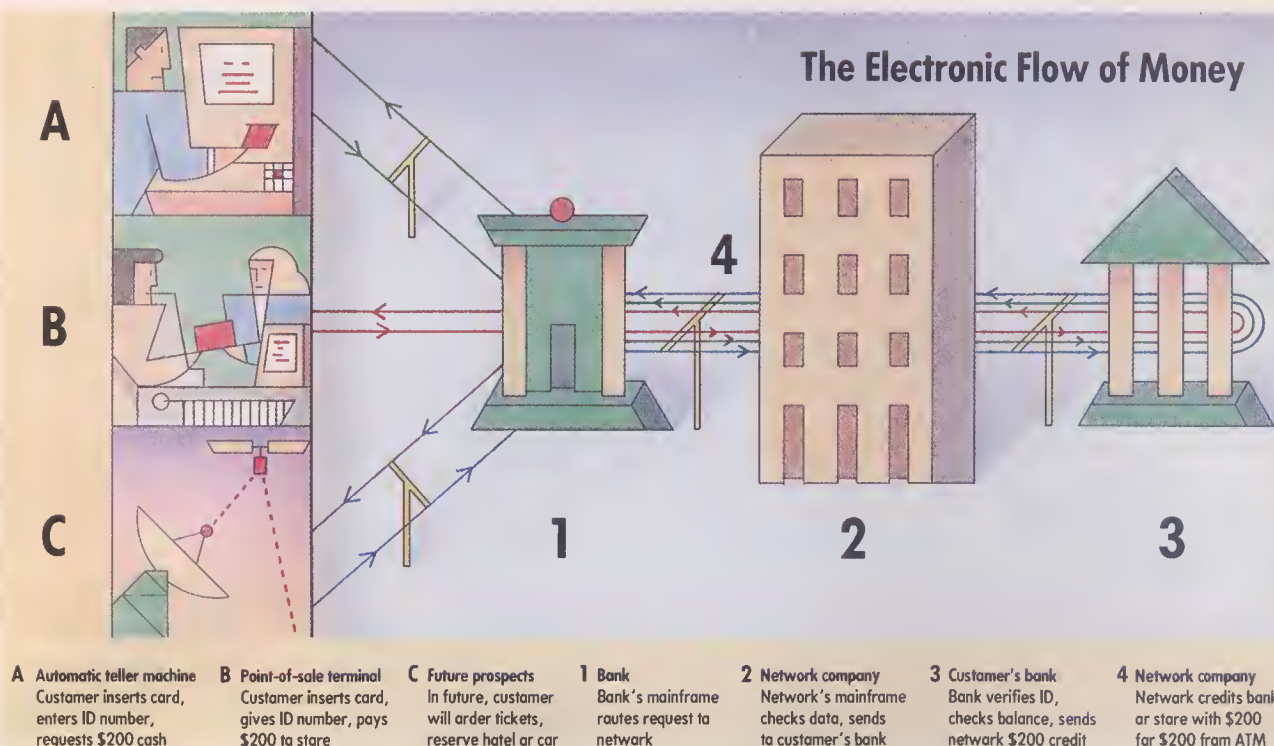 The Electronic Flow of Money
A
B
C
4
1
2
3
A Automatic teller machine
Customer inserts card,
enters ID number,
requests $200 cash
B Point-of-sale terminal
Customer inserts card,
gives ID number, pays
$200 to store
C Future prospects
In future, customer
will order tickets,
reserve hotel or car
1 Bank
Bank's mainframe
routes request to
network
2 Network company
Network's mainframe
checks data, sends
to customer's bank
3 Customer's bank
Bank verifies ID,
checks balance, sends
network $200 credit
4 Network company
Network credits bank
or store with $200
for $200 from ATM